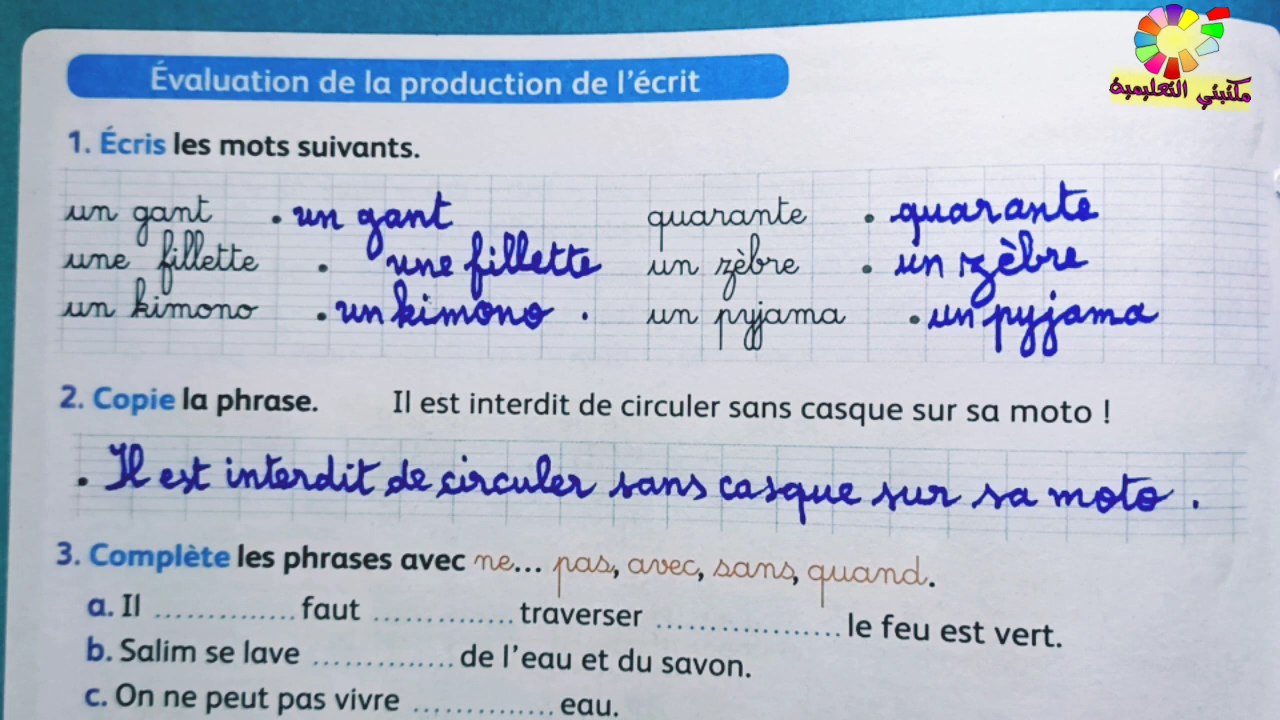 مكتبتي التعليمية
Évaluation de la production de l'écrit
1. Écris les mots suivants.
un gant • un gant quarante • quarante
une fillette • une fillette un zèbre • un zèbre
un kimono • un kimono . un pyjama • un pyjama
2. Copie la phrase. Il est interdit de circuler sans casque sur sa moto !
• Il est interdit de circuler sans casque sur sa moto .
3. Complète les phrases avec ne... pas, avec, sans, quand.
a. Il .............. faut .............. traverser .................. le feu est vert.
b. Salim se lave .............. de l'eau et du savon.
c. On ne peut pas vivre .............. eau.